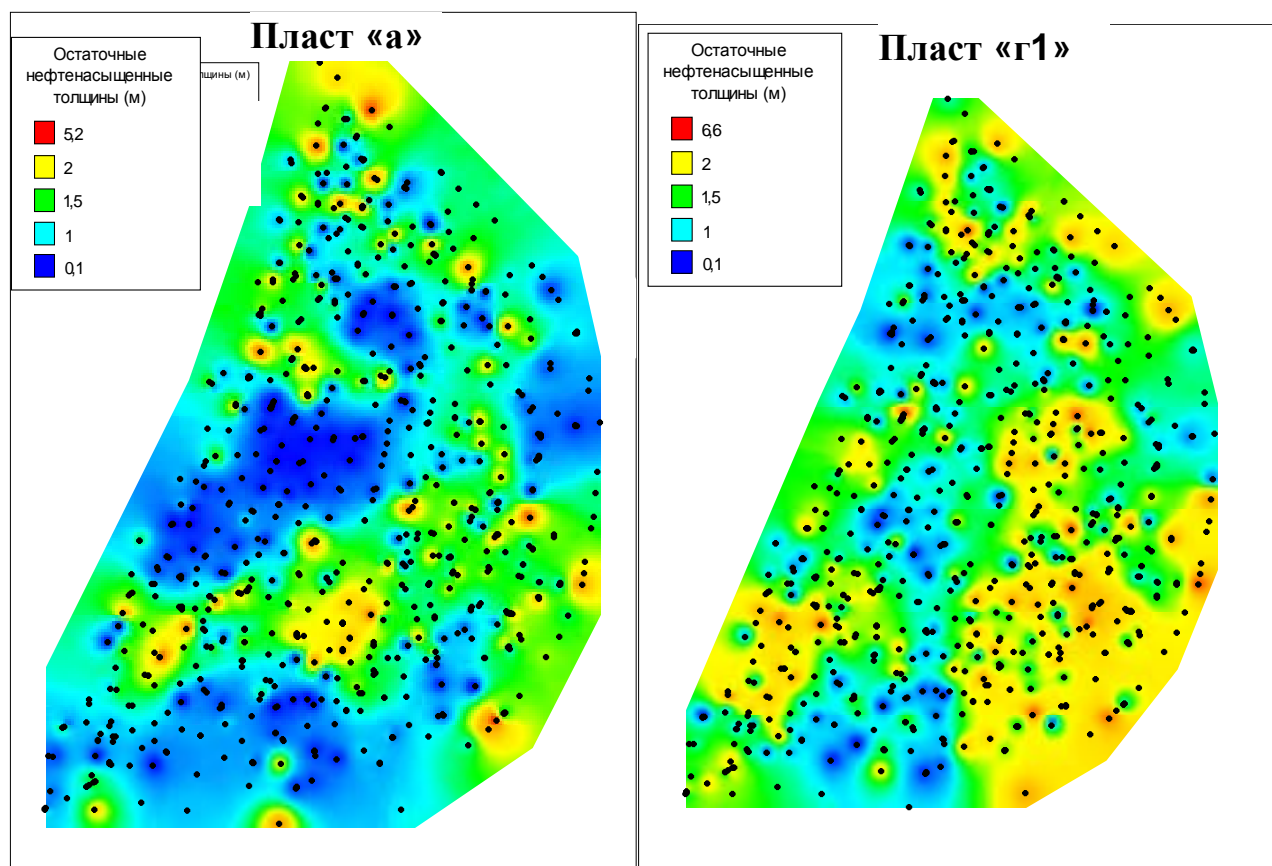 Пласт «а»
Остаточные
нефтенасыщенные
толщины (м)
лщины (м)
5,2
2
1,5
1
0,1
Пласт «г1»
Остаточные
нефтенасыщенные
толщины (м)
6,6
2
1,5
1
0,1